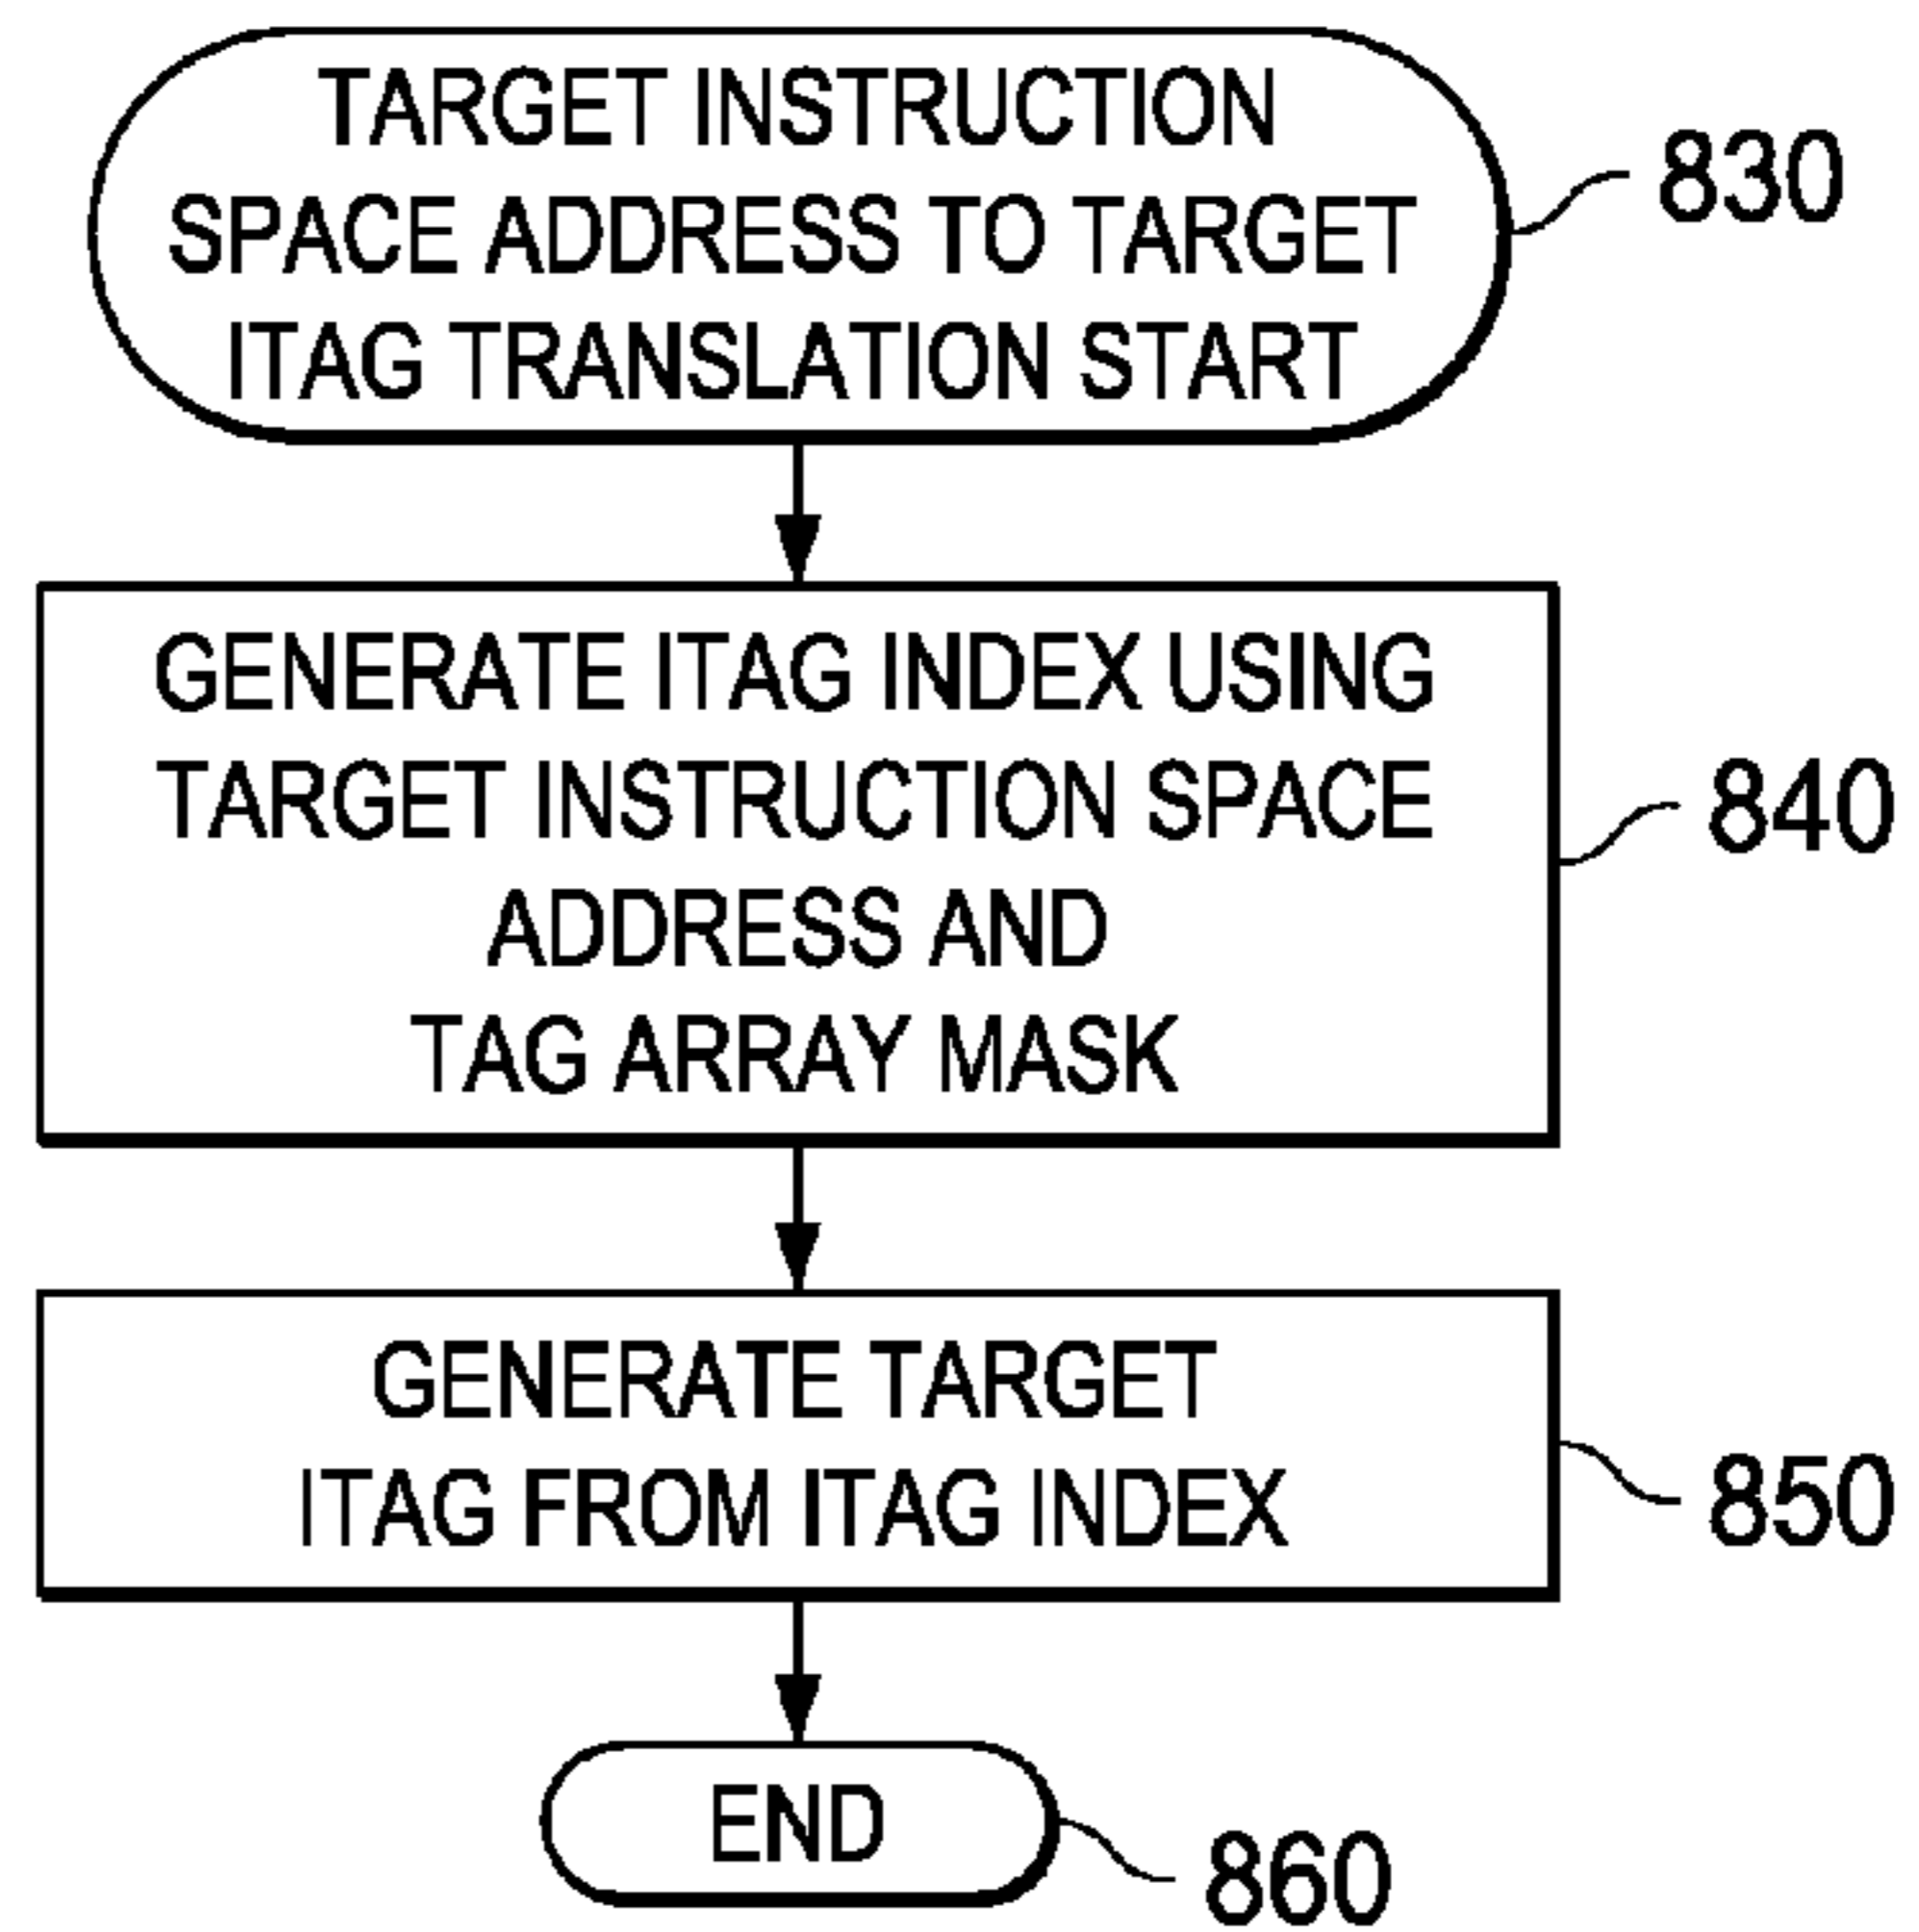 TARGET INSTRUCTION
SPACE ADDRESS TO TARGET
ITAG TRANSLATION START
830
GENERATE ITAG INDEX USING
TARGET INSTRUCTION SPACE
ADDRESS AND
TAG ARRAY MASK
840
GENERATE TARGET
ITAG FROM ITAG INDEX
850
END
860